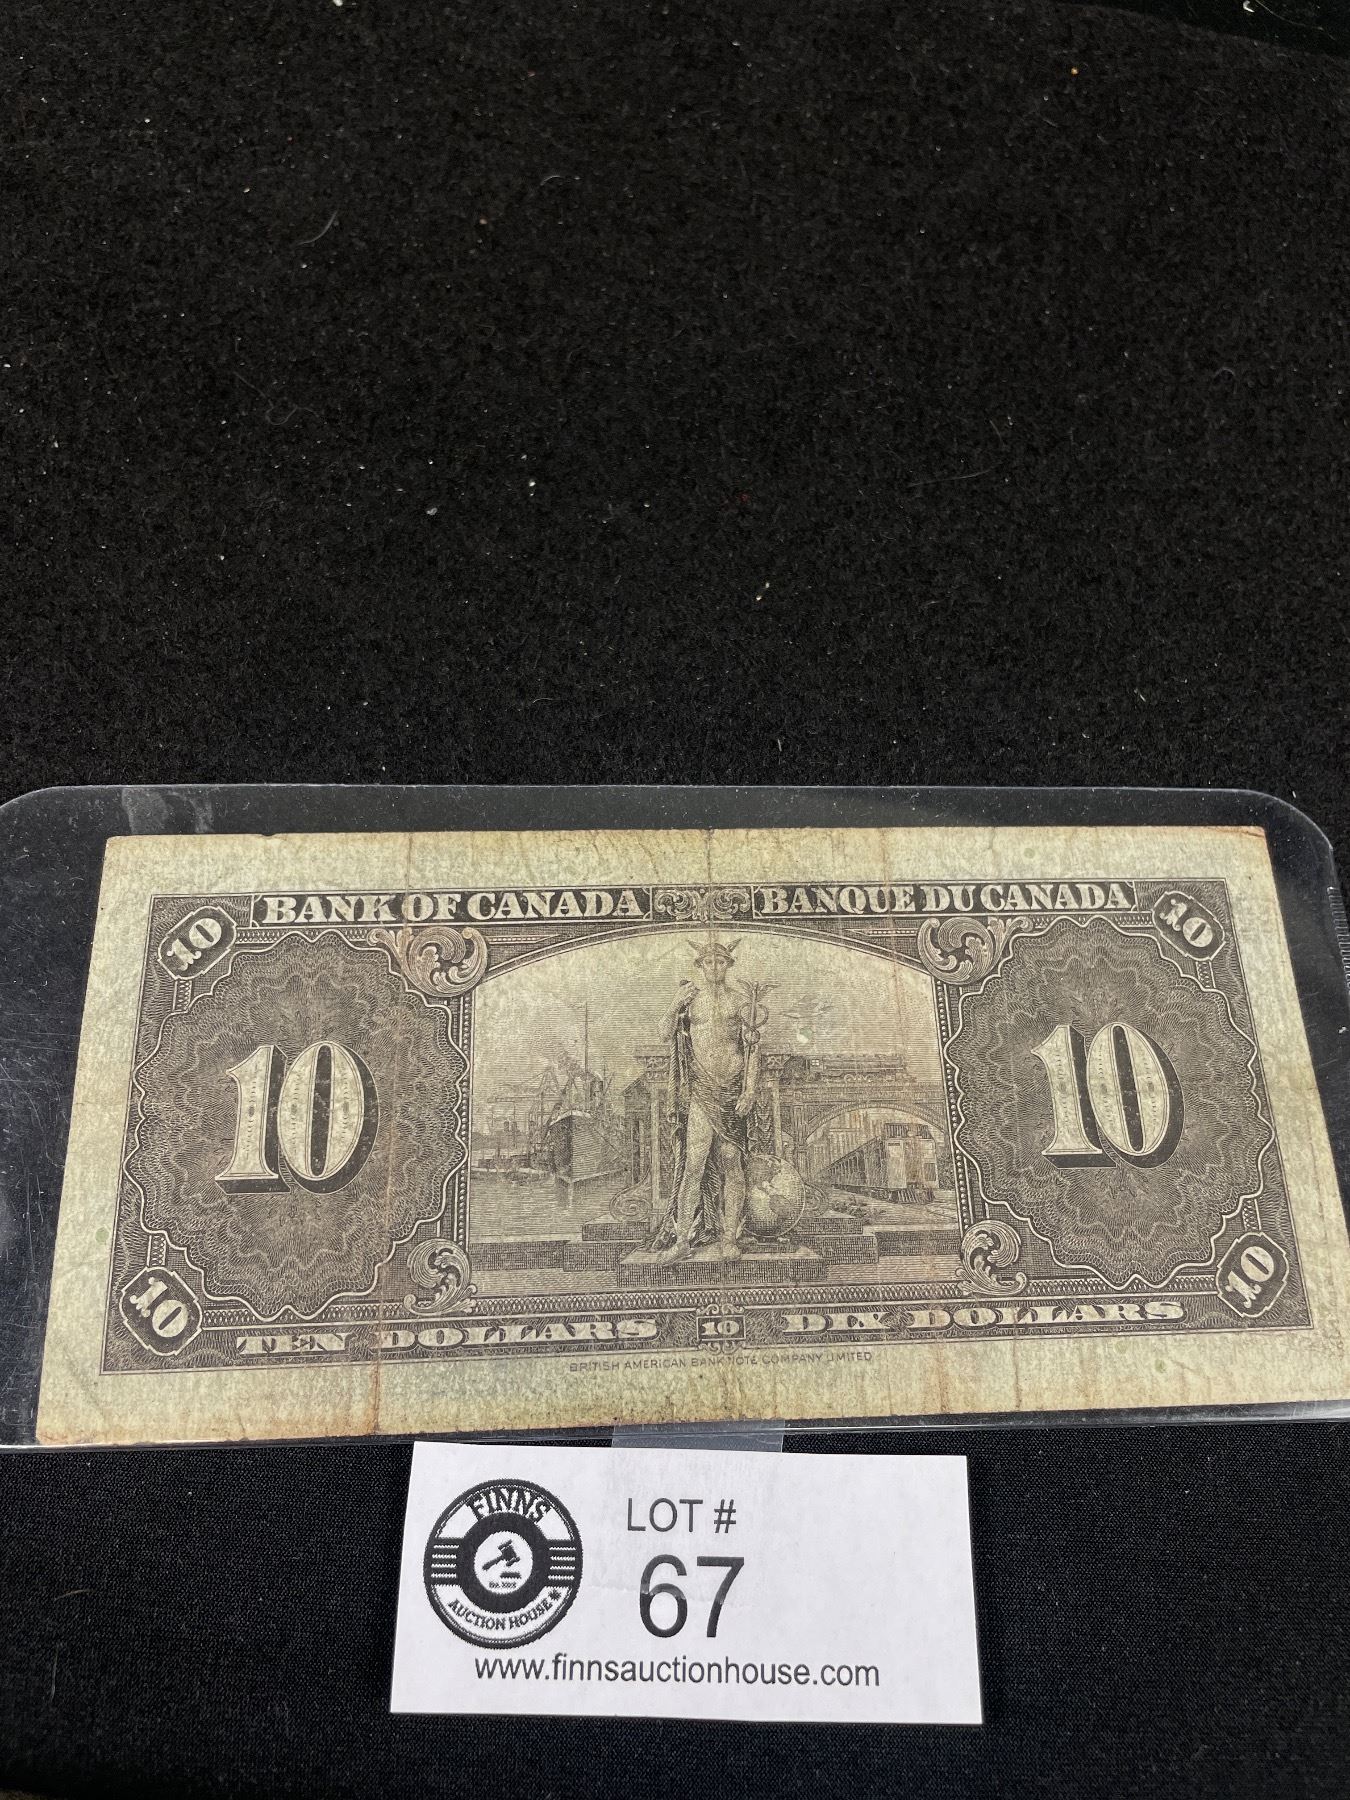 BANK OF CANADA BANQUE DU CANADA
10 10
10 10
10 10
TEN DOLLARS 10 DIX DOLLARS
BRITISH AMERICAN BANK NOTE COMPANY LIMITED
FINNS
AUCTION HOUSE
LOT #
67
www.finnsauctionhouse.com